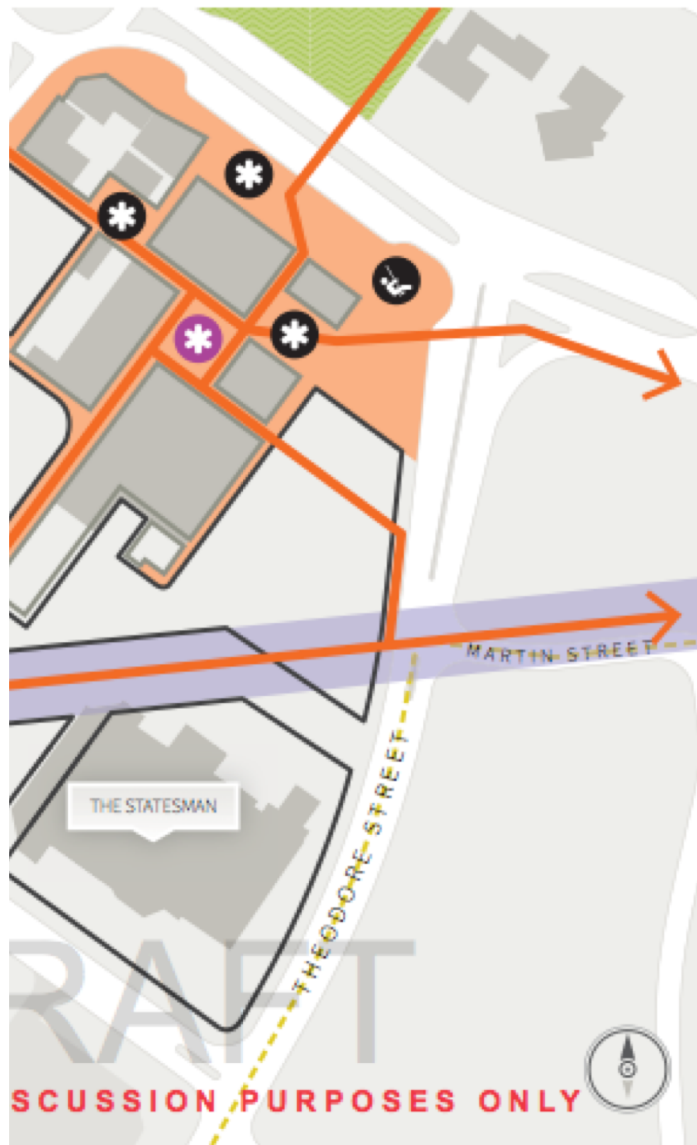 MARTIN STREET
THE STATESMAN
THEODORE STREET
RAFT
SCUSSION PURPOSES ONLY